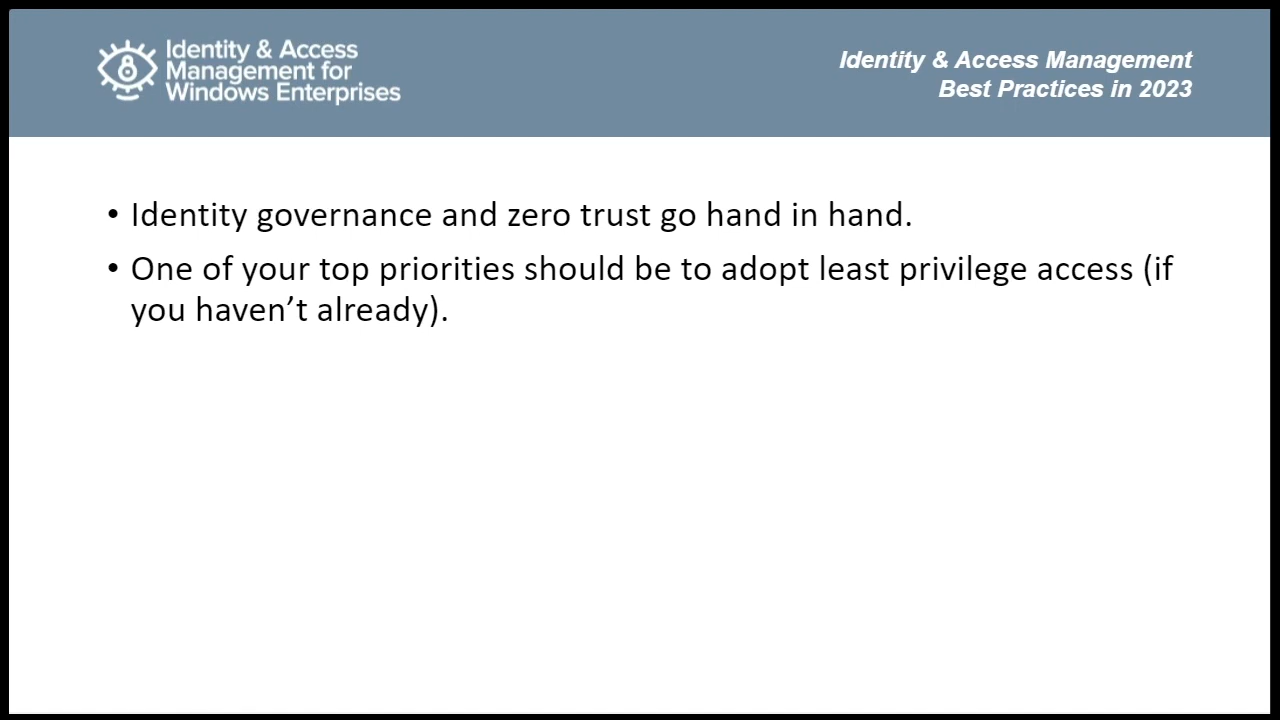 Identity & Access
Management for
Windows Enterprises
Identity & Access Management
Best Practices in 2023
• Identity governance and zero trust go hand in hand.
• One of your top priorities should be to adopt least privilege access (if
you haven’t already).